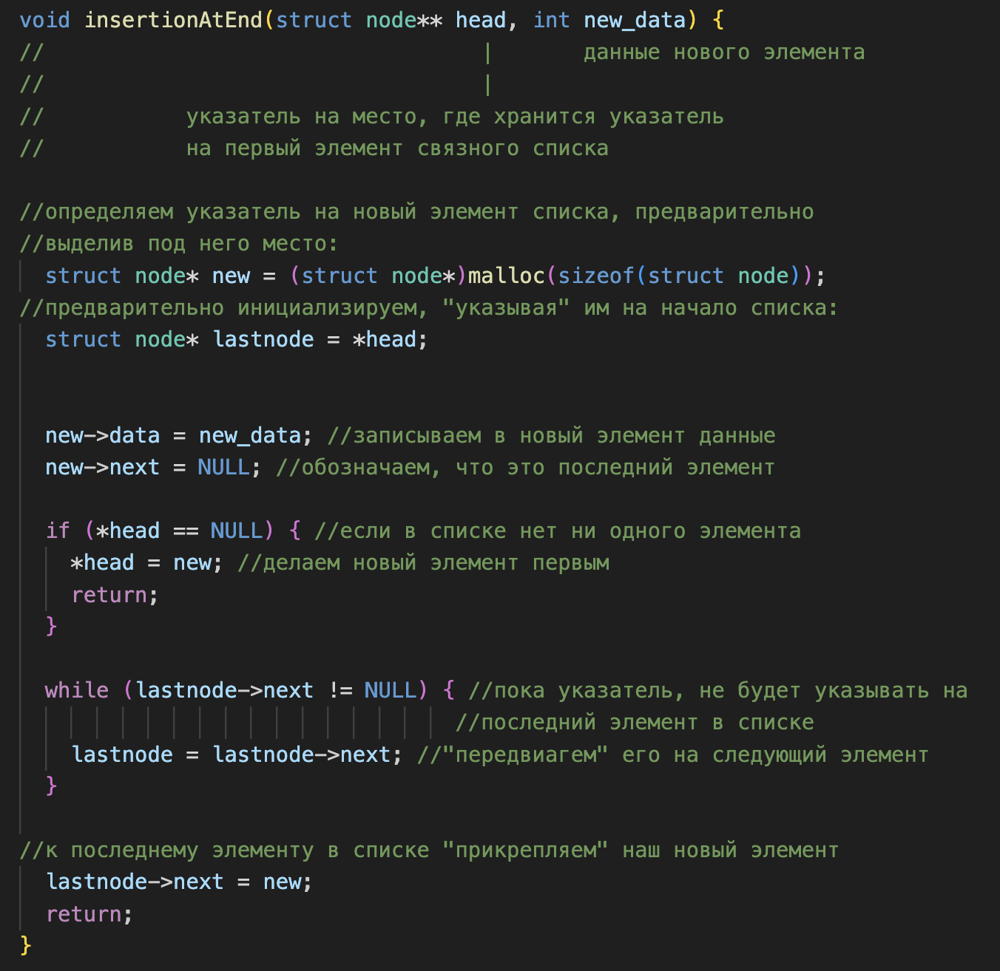 void insertionAtEnd(struct node** head, int new_data) {
//                                  |       данные нового элемента
//                                  |
//           указатель на место, где хранится указатель
//           на первый элемент связного списка
//определяем указатель на новый элемент списка, предварительно
//выделив под него место:
  struct node* new = (struct node*)malloc(sizeof(struct node));
//предварительно инициализируем, "указывая" им на начало списка:
  struct node* lastnode = *head;
  new->data = new_data; //записываем в новый элемент данные
  new->next = NULL; //обозначаем, что это последний элемент
  if (*head == NULL) { //если в списке нет ни одного элемента
    *head = new; //делаем новый элемент первым
    return;
  }
  while (lastnode->next != NULL) { //пока указатель, не будет указывать на
                                  //последний элемент в списке
    lastnode = lastnode->next; //"передвиагем" его на следующий элемент
  }
//к последнему элементу в списке "прикрепляем" наш новый элемент
  lastnode->next = new;
  return;
}